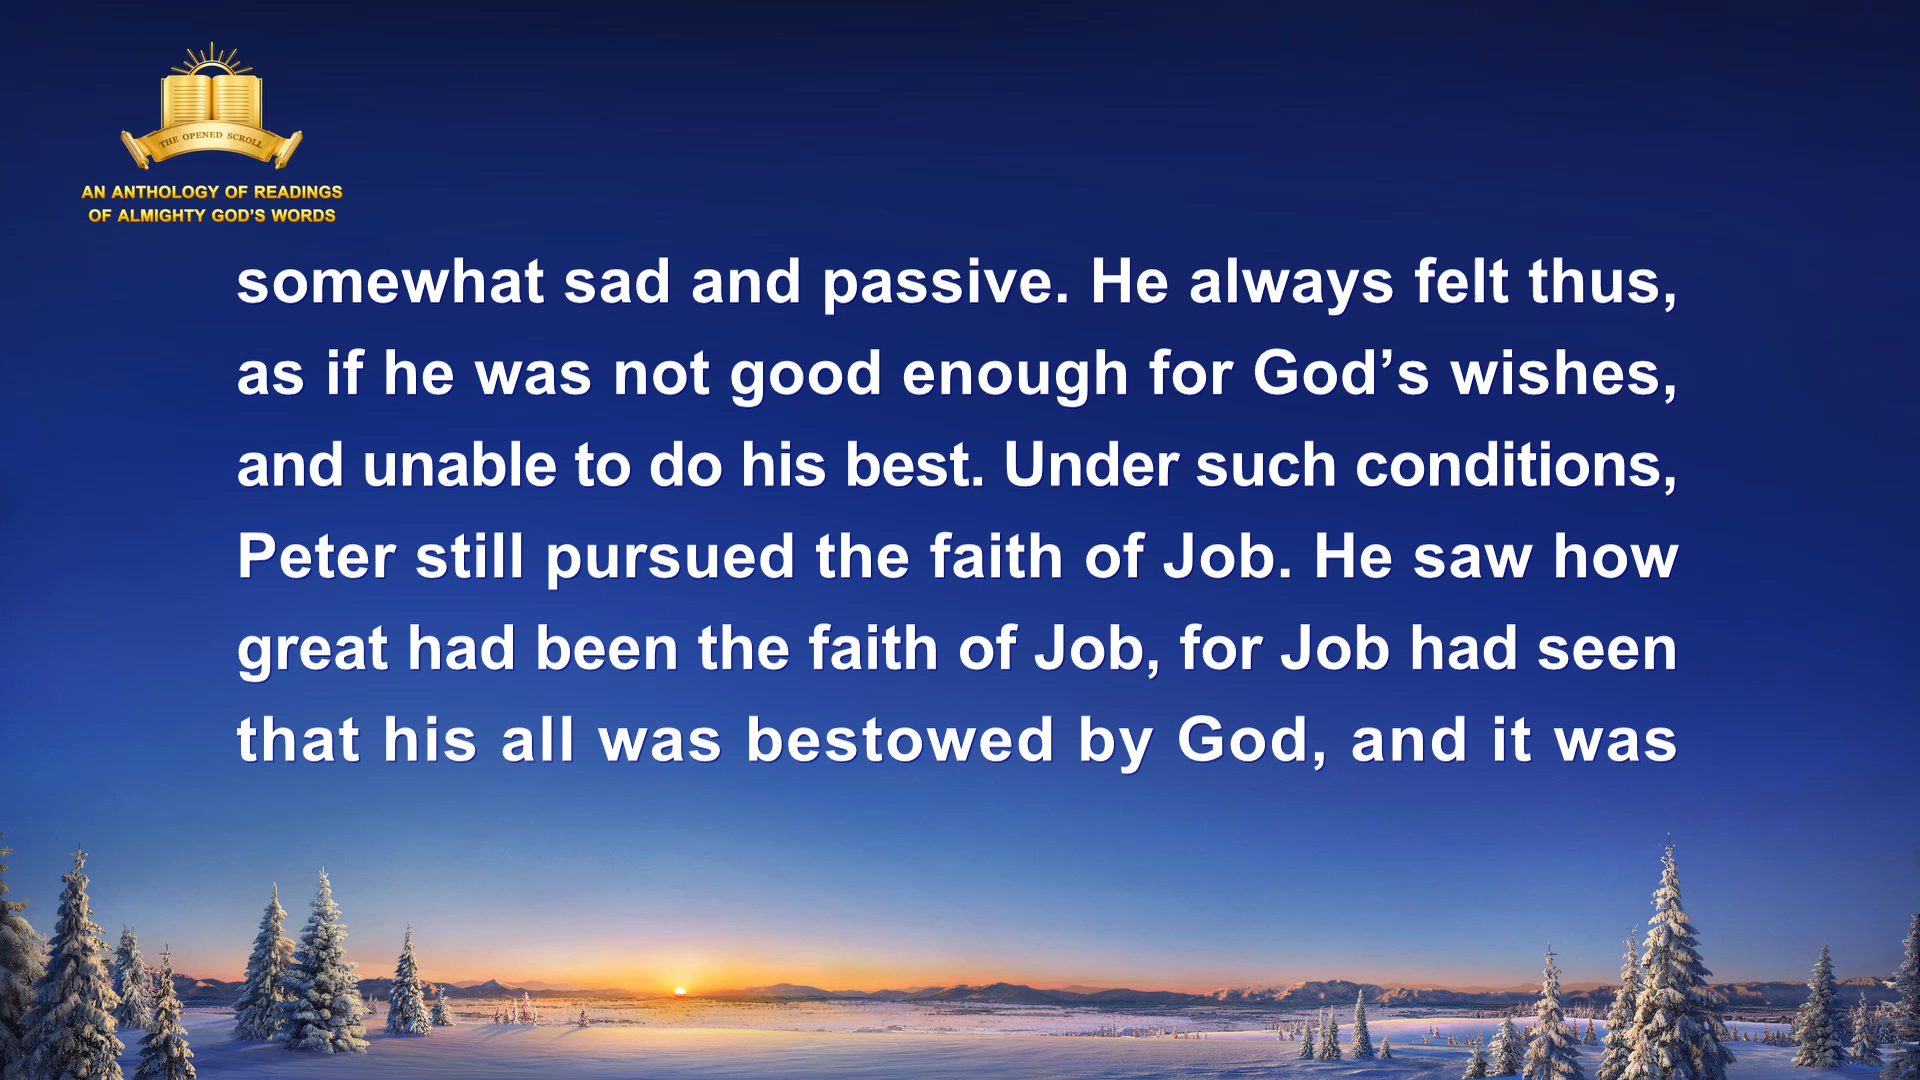 THE OPENED SCROLL
AN ANTHOLOGY OF READINGS
OF ALMIGHTY GOD’S WORDS
somewhat sad and passive. He always felt thus,
as if he was not good enough for God’s wishes,
and unable to do his best. Under such conditions,
Peter still pursued the faith of Job. He saw how
great had been the faith of Job, for Job had seen
that his all was bestowed by God, and it was